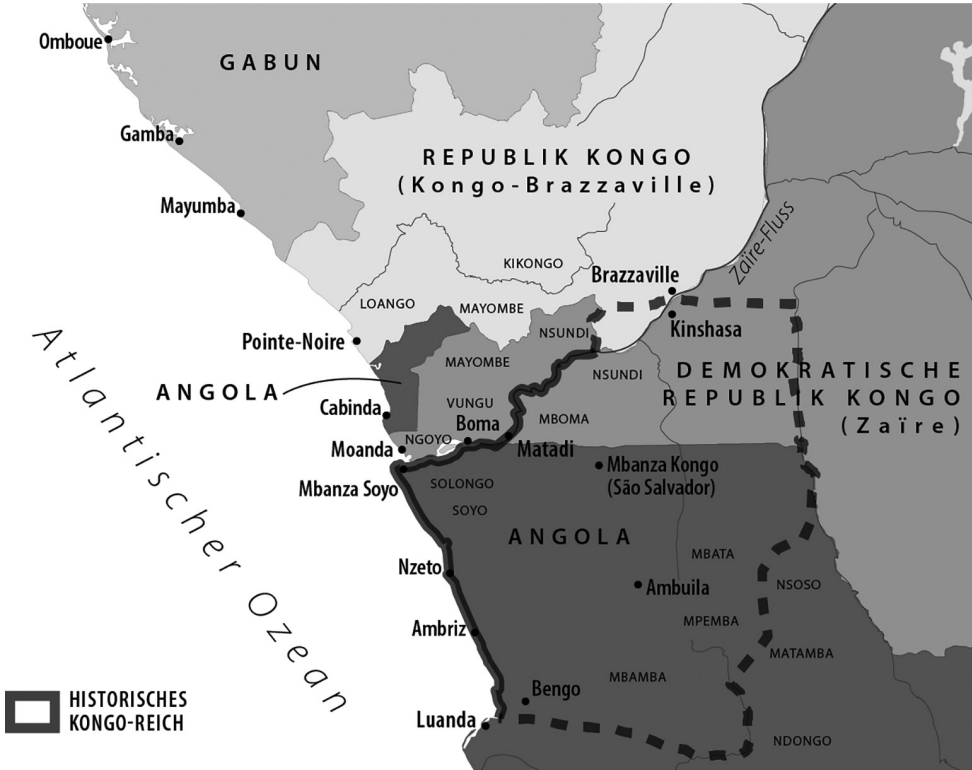 Omboue
GABUN
Gamba
REPUBLIK KONGO
(Kongo-Brazzaville)
Mayumba
Zaïre-Fluss
KIKONGO
Brazzaville
LOANGO
MAYOMBE
Kinshasa
NSUNDI
Pointe-Noire
MAYOMBE
NSUNDI
DEMOKRATISCHE
REPUBLIK KONGO
(Zaïre)
ANGOLA
Cabinda
VUNGU
MBOMA
Boma
NGOYO
Moanda
Matadi
Mbanza Kongo
(São Salvador)
Mbanza Soyo
SOLONGO
SOYO
ANGOLA
MBATA
Nzeto
Ambuila
NSOSO
MPEMBA
Ambriz
MATAMBA
MBAMBA
Bengo
Luanda
NDONGO
Atlantischer Ozean
HISTORISCHES
KONGO-REICH